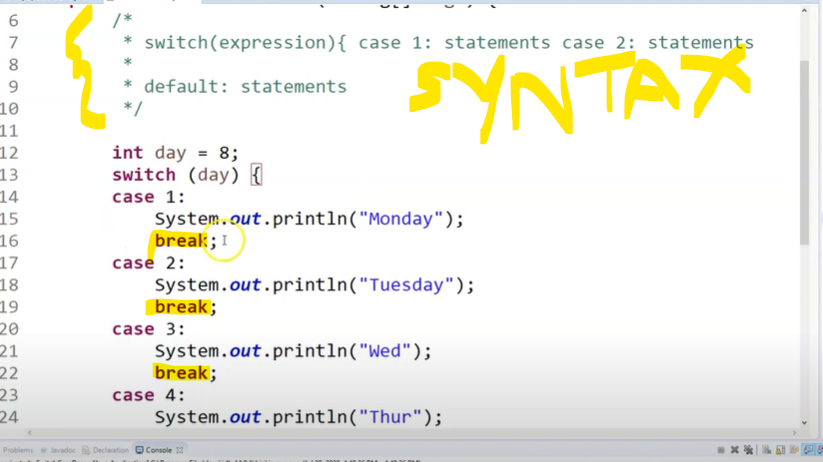 6 /*
7 * switch(expression){ case 1: statements case 2: statements
8 *
9 * default: statements
10 */
SYNTAX
11
12 int day = 8;
13 switch (day) {
14 case 1:
15 System.out.println("Monday");
16 break;
17 case 2:
18 System.out.println("Tuesday");
19 break;
20 case 3:
21 System.out.println("Wed");
22 break;
23 case 4:
24 System.out.println("Thur");
Problems Javadoc Declaration Console